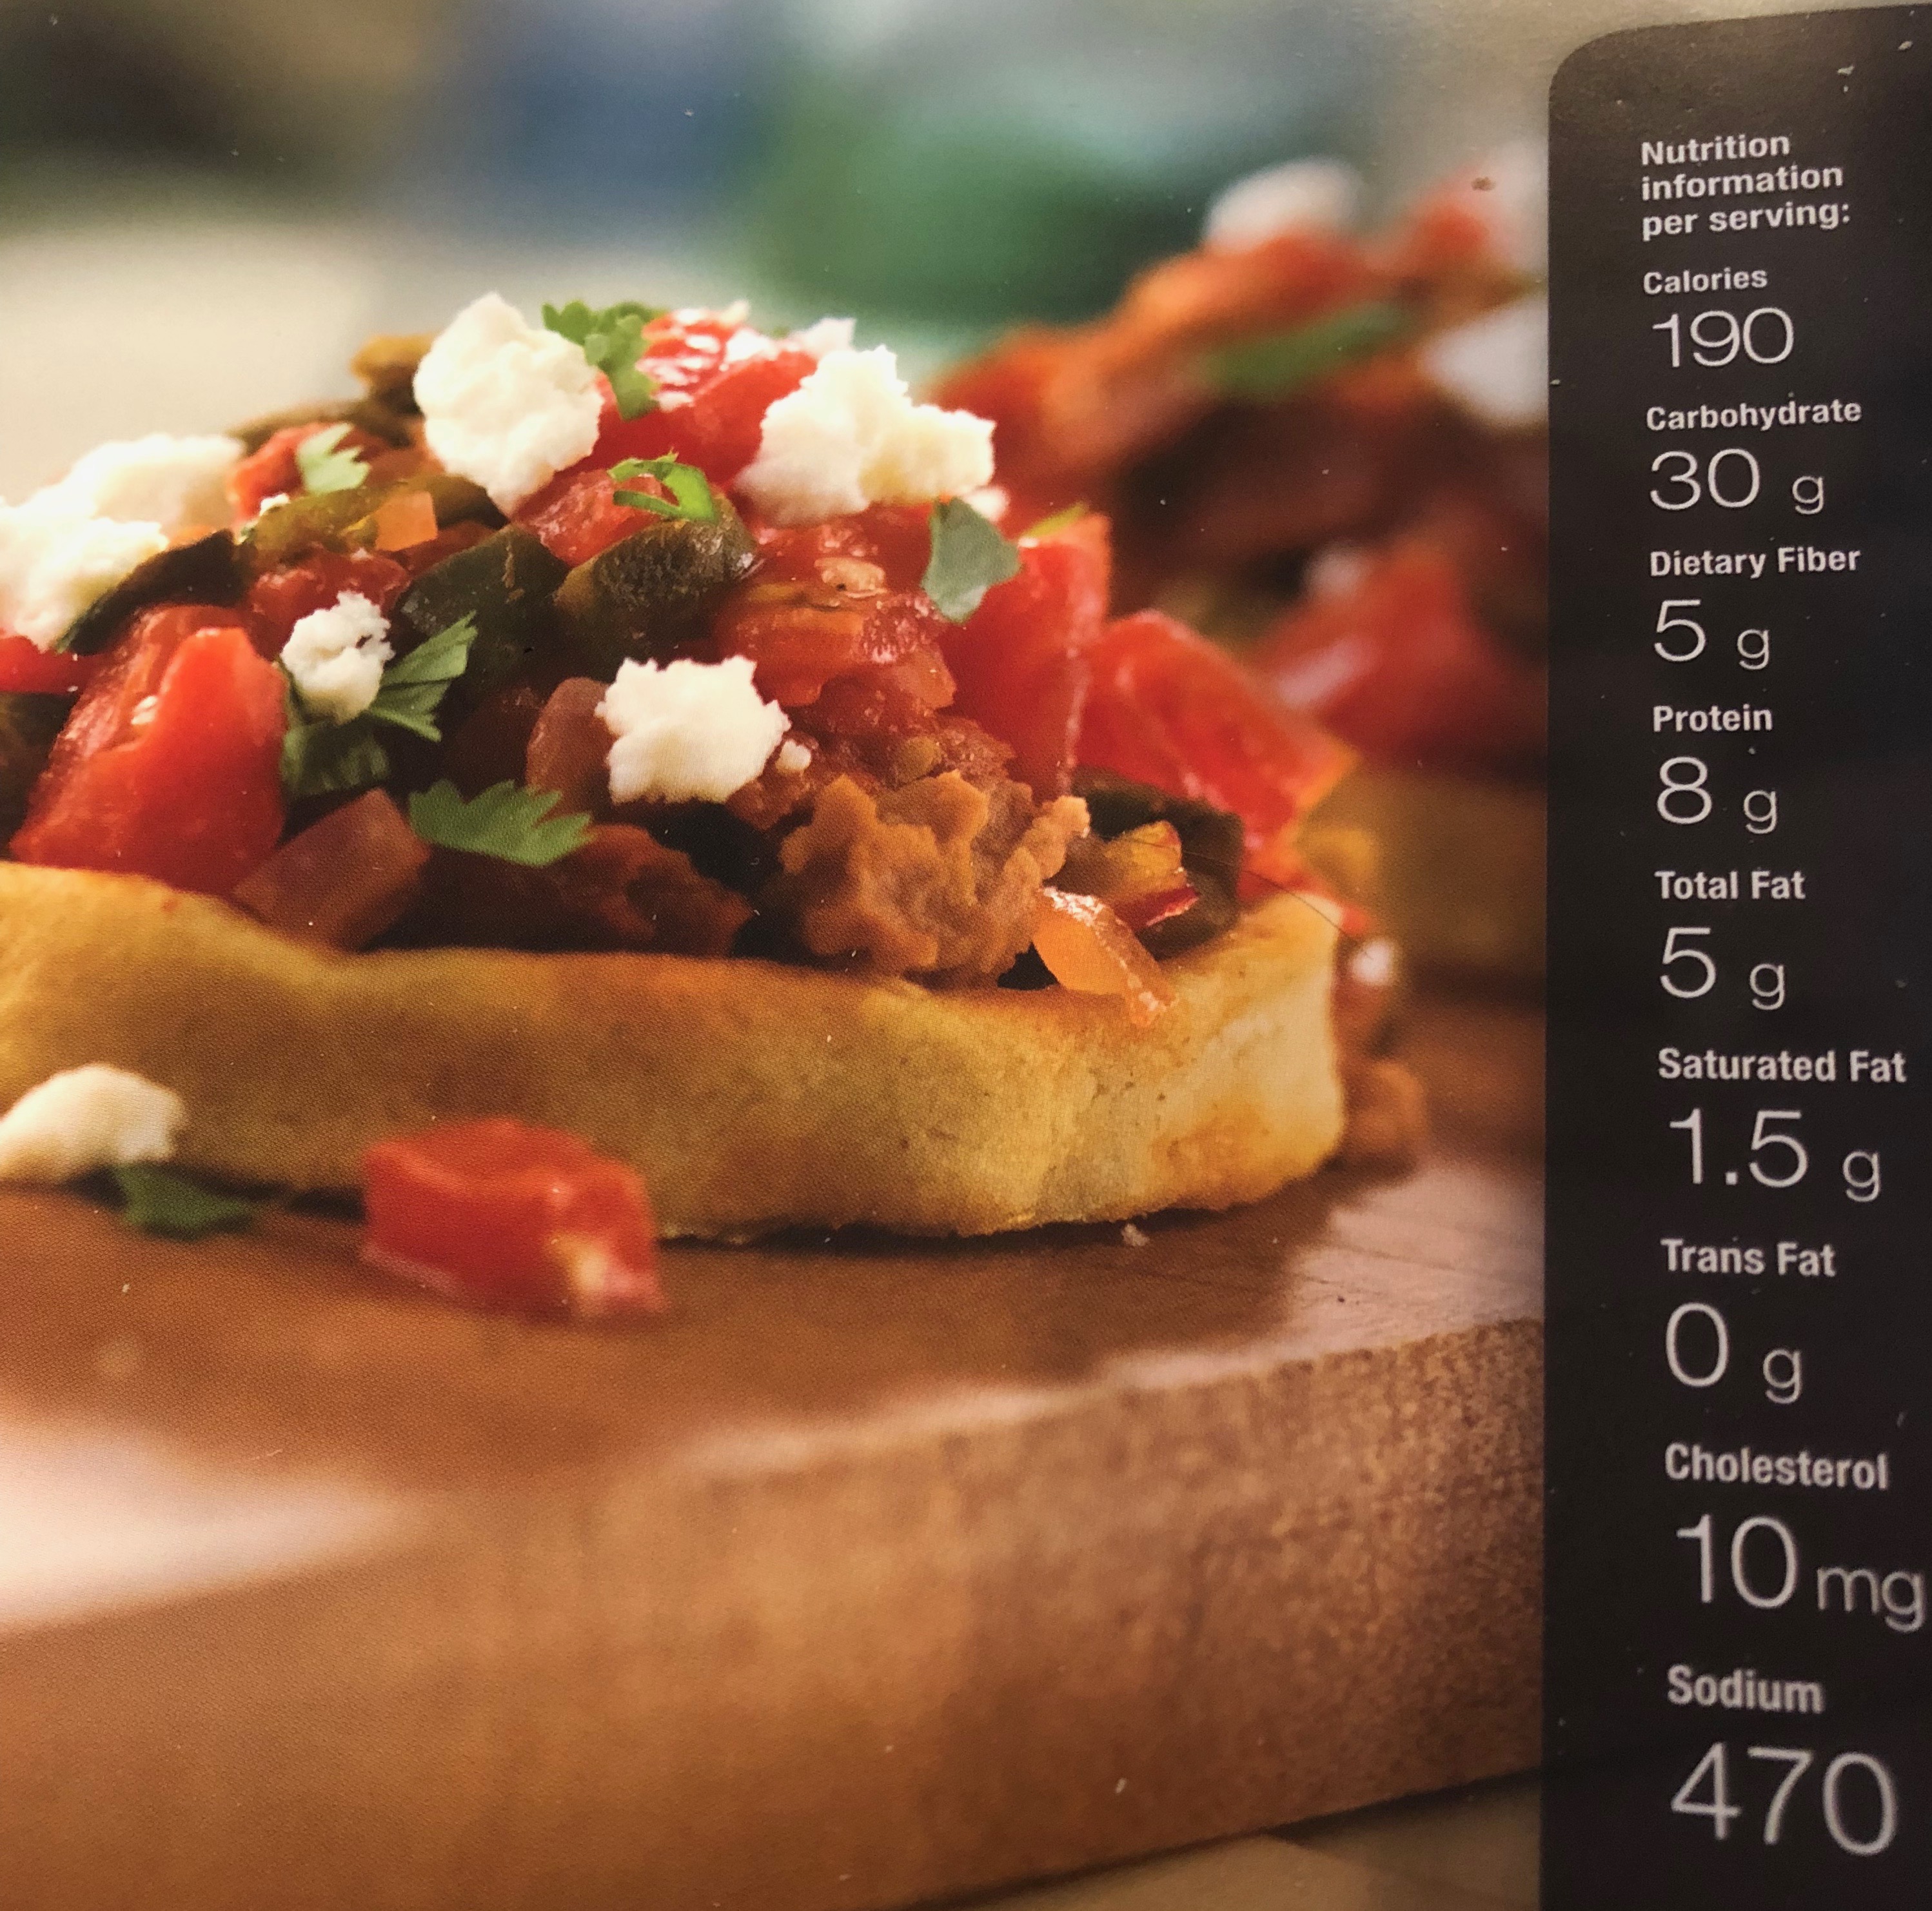 Nutrition
information
per serving:
Calories
190
Carbohydrate
30 g
Dietary Fiber
5 g
Protein
8 g
Total Fat
5 g
Saturated Fat
1.5 g
Trans Fat
0 g
Cholesterol
10 mg
Sodium
470